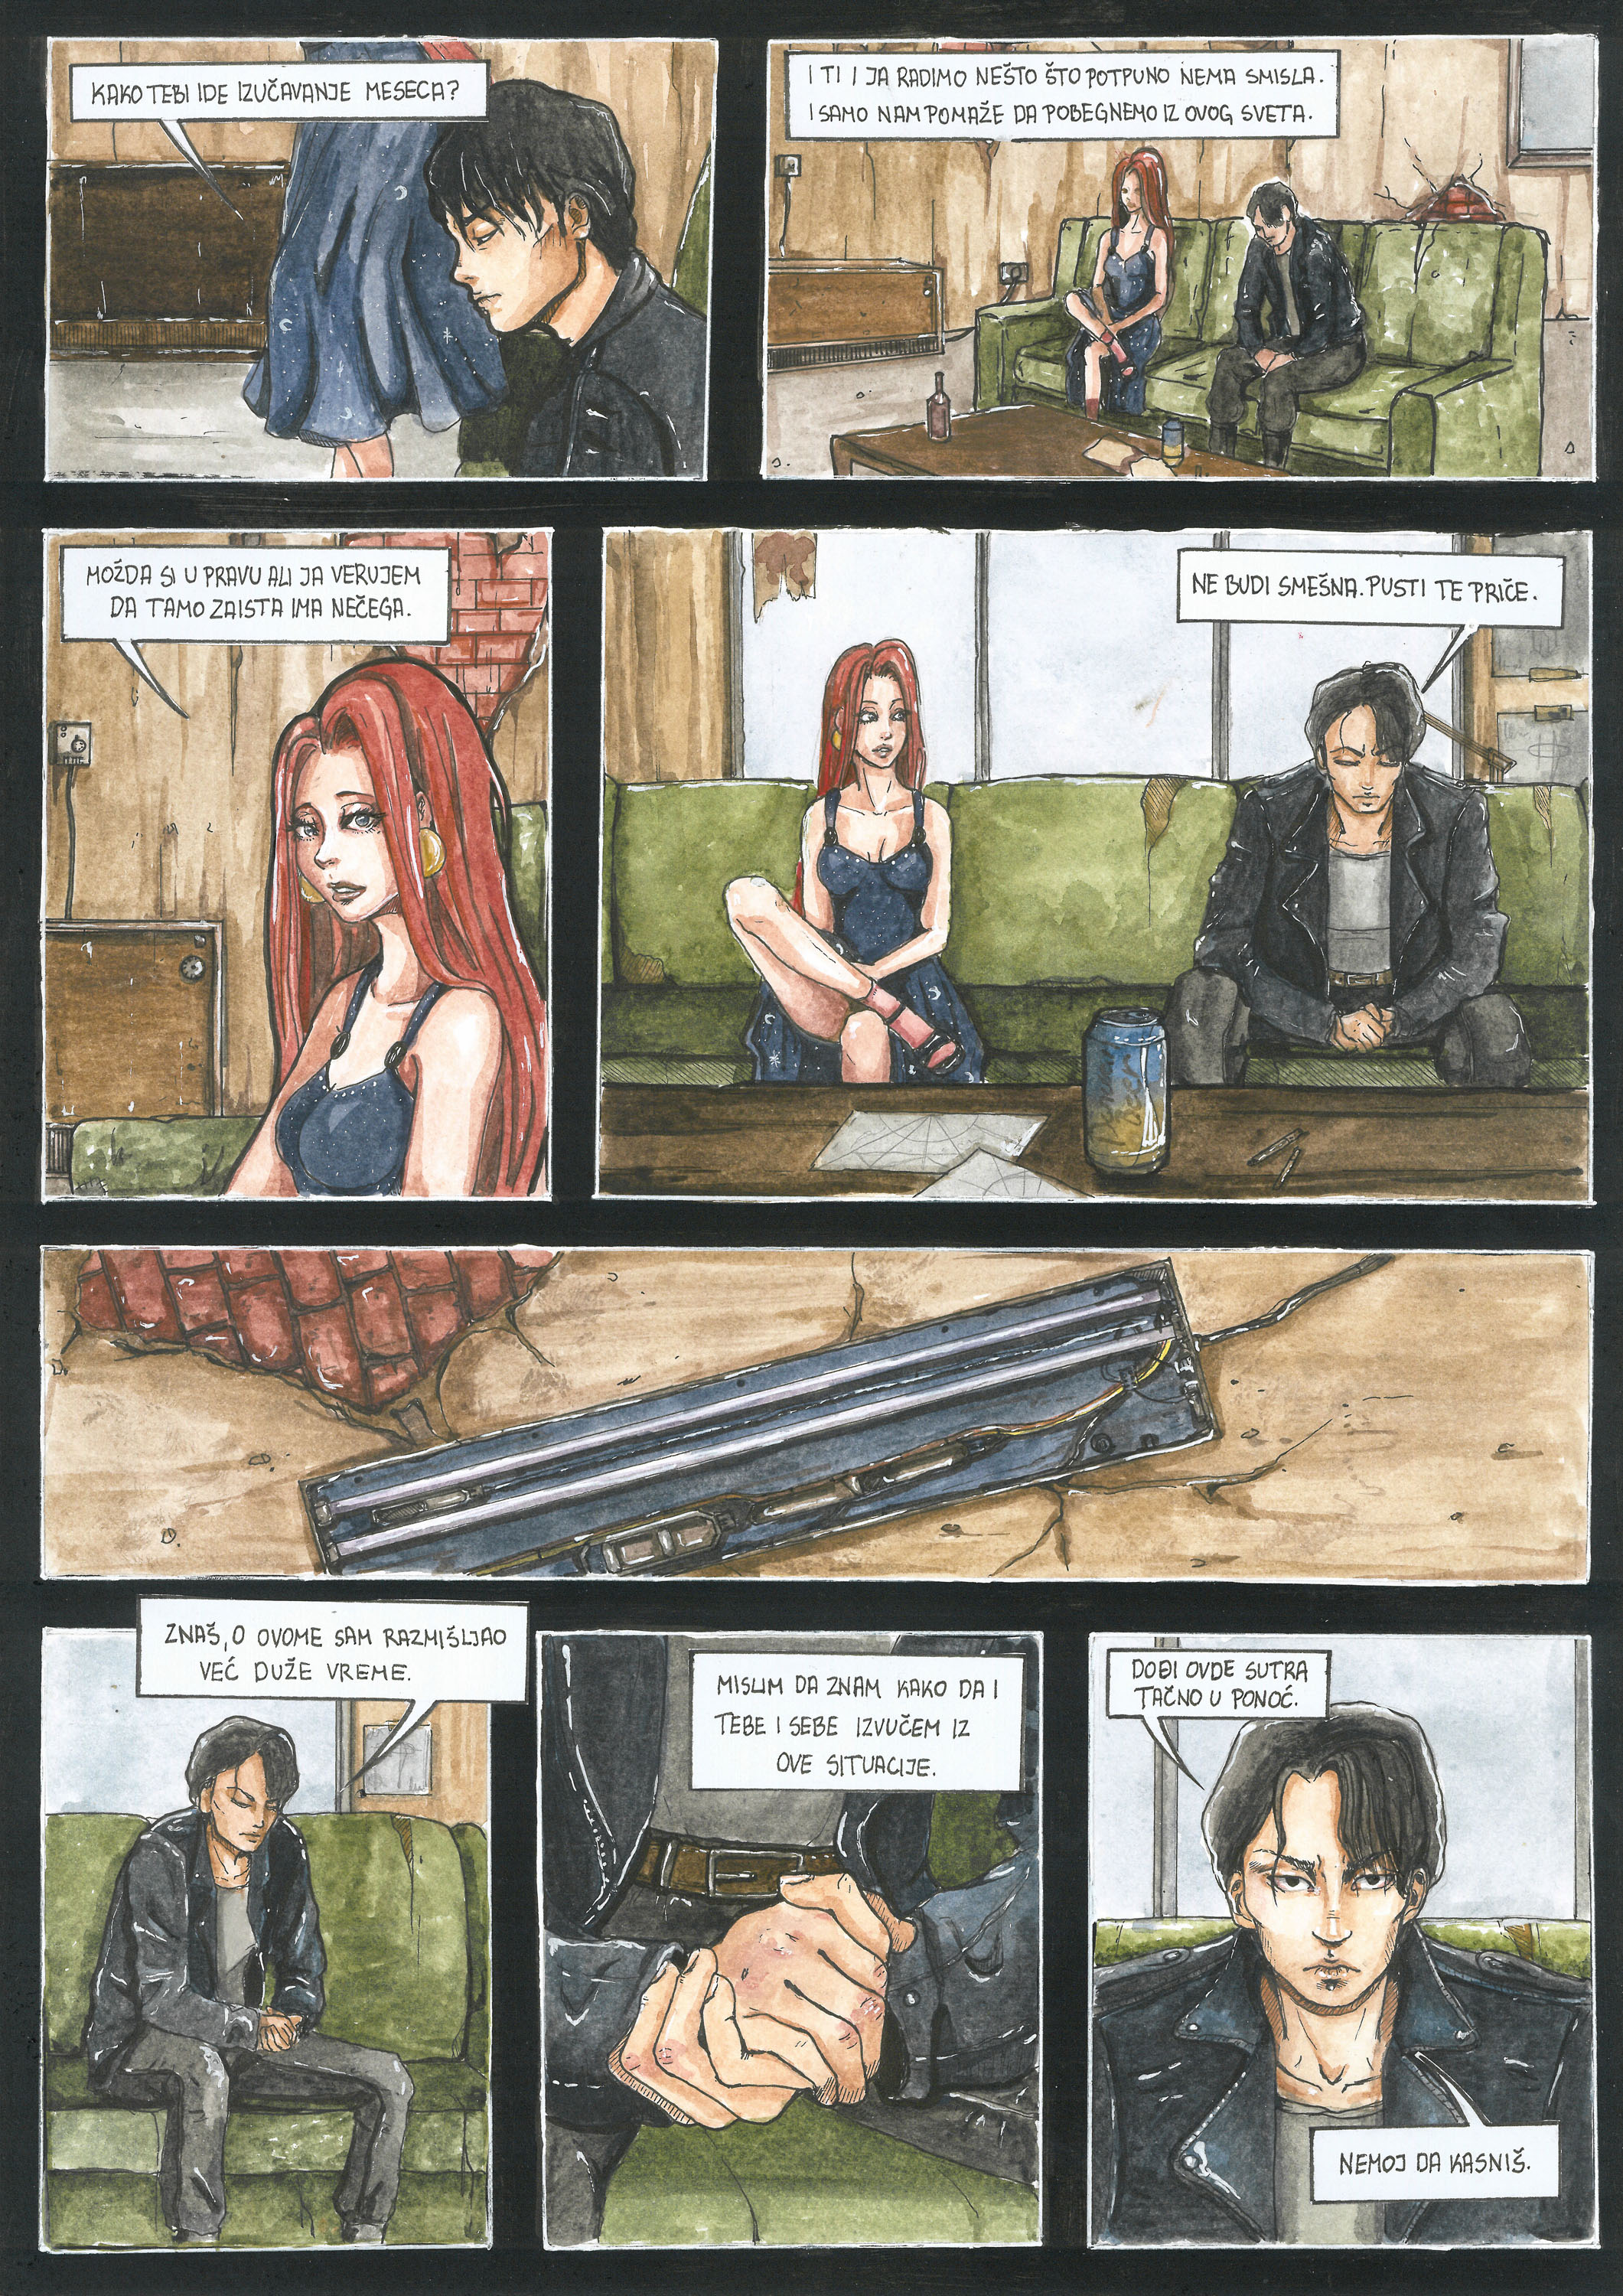 KAKO TEBI IDE IZUČAVANJE MESECA?
I TI I JA RADIMO NEŠTO ŠTO POTPUNO NEMA SMISLA.
I SAMO NAM POMAŽE DA POBEGNEMO IZ OVOG SVETA.
MOŽDA SI U PRAVU ALI JA VERUJEM
DA TAMO ZAISTA IMA NEČEGA.
NE BUDI SMEŠNA. PUSTI TE PRIČE.
ZNAŠ, O OVOME SAM RAZMIŠLJAO
VEĆ DUŽE VREME.
MISLIM DA ZNAM KAKO DA I
TEBE I SEBE IZVUČEM IZ
OVE SITUACIJE.
DOĐI OVDE SUTRA
TAČNO U PONOĆ.
NEMOJ DA KASNIŠ.